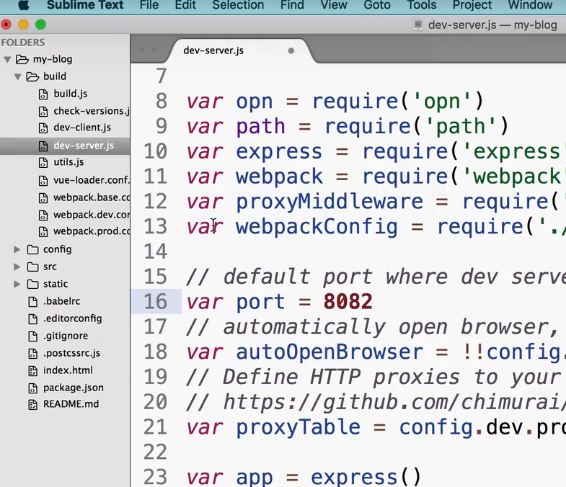 Sublime Text File Edit Selection Find View Goto Tools Project Window
dev-server.js — my-blog
FOLDERS
my-blog
build
build.js
check-versions.j
dev-client.js
dev-server.js
utils.js
vue-loader.conf.
webpack.base.co
webpack.dev.con
webpack.prod.co
config
src
static
.babelrc
.editorconfig
.gitignore
.postcssrc.js
index.html
package.json
README.md
dev-server.js
7
8 var opn = require('opn')
9 var path = require('path')
10 var express = require('express'
11 var webpack = require('webpack'
12 var proxyMiddleware = require('
13 var webpackConfig = require('./
14
15 // default port where dev serve
16 var port = 8082
17 // automatically open browser,
18 var autoOpenBrowser = !!config.
19 // Define HTTP proxies to your
20 // https://github.com/chimurai/
21 var proxyTable = config.dev.pro
22
23 var app = express()